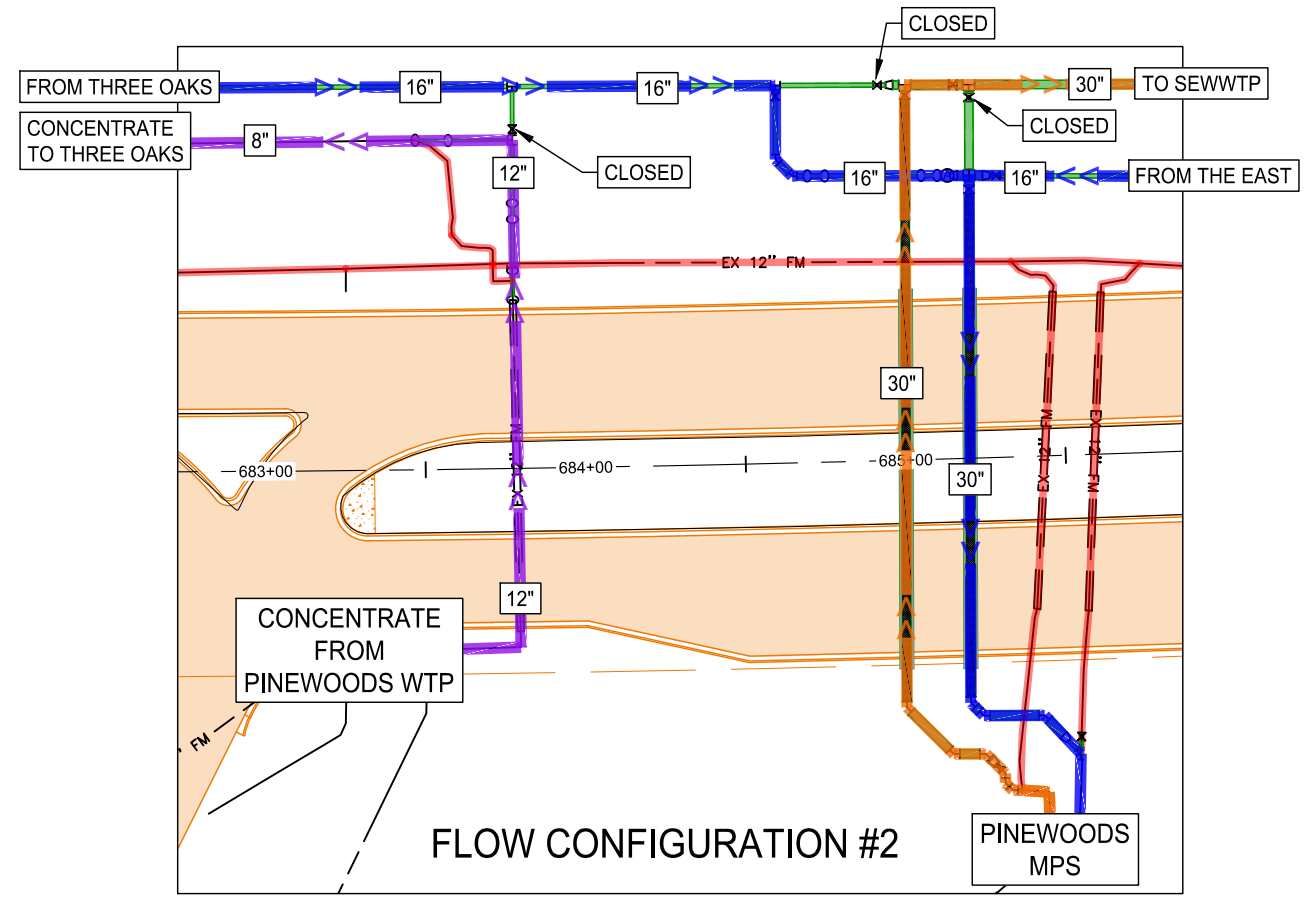 CLOSED
FROM THREE OAKS
16"
16"
30"
TO SEWWTP
CONCENTRATE
TO THREE OAKS
8"
12"
CLOSED
CLOSED
16"
16"
FROM THE EAST
EX 12" FM
30"
EX 12" FM
EX 12" FM
683+00
684+00
685+00
30"
12"
CONCENTRATE
FROM
PINEWOODS WTP
" FM
FLOW CONFIGURATION #2
PINEWOODS
MPS